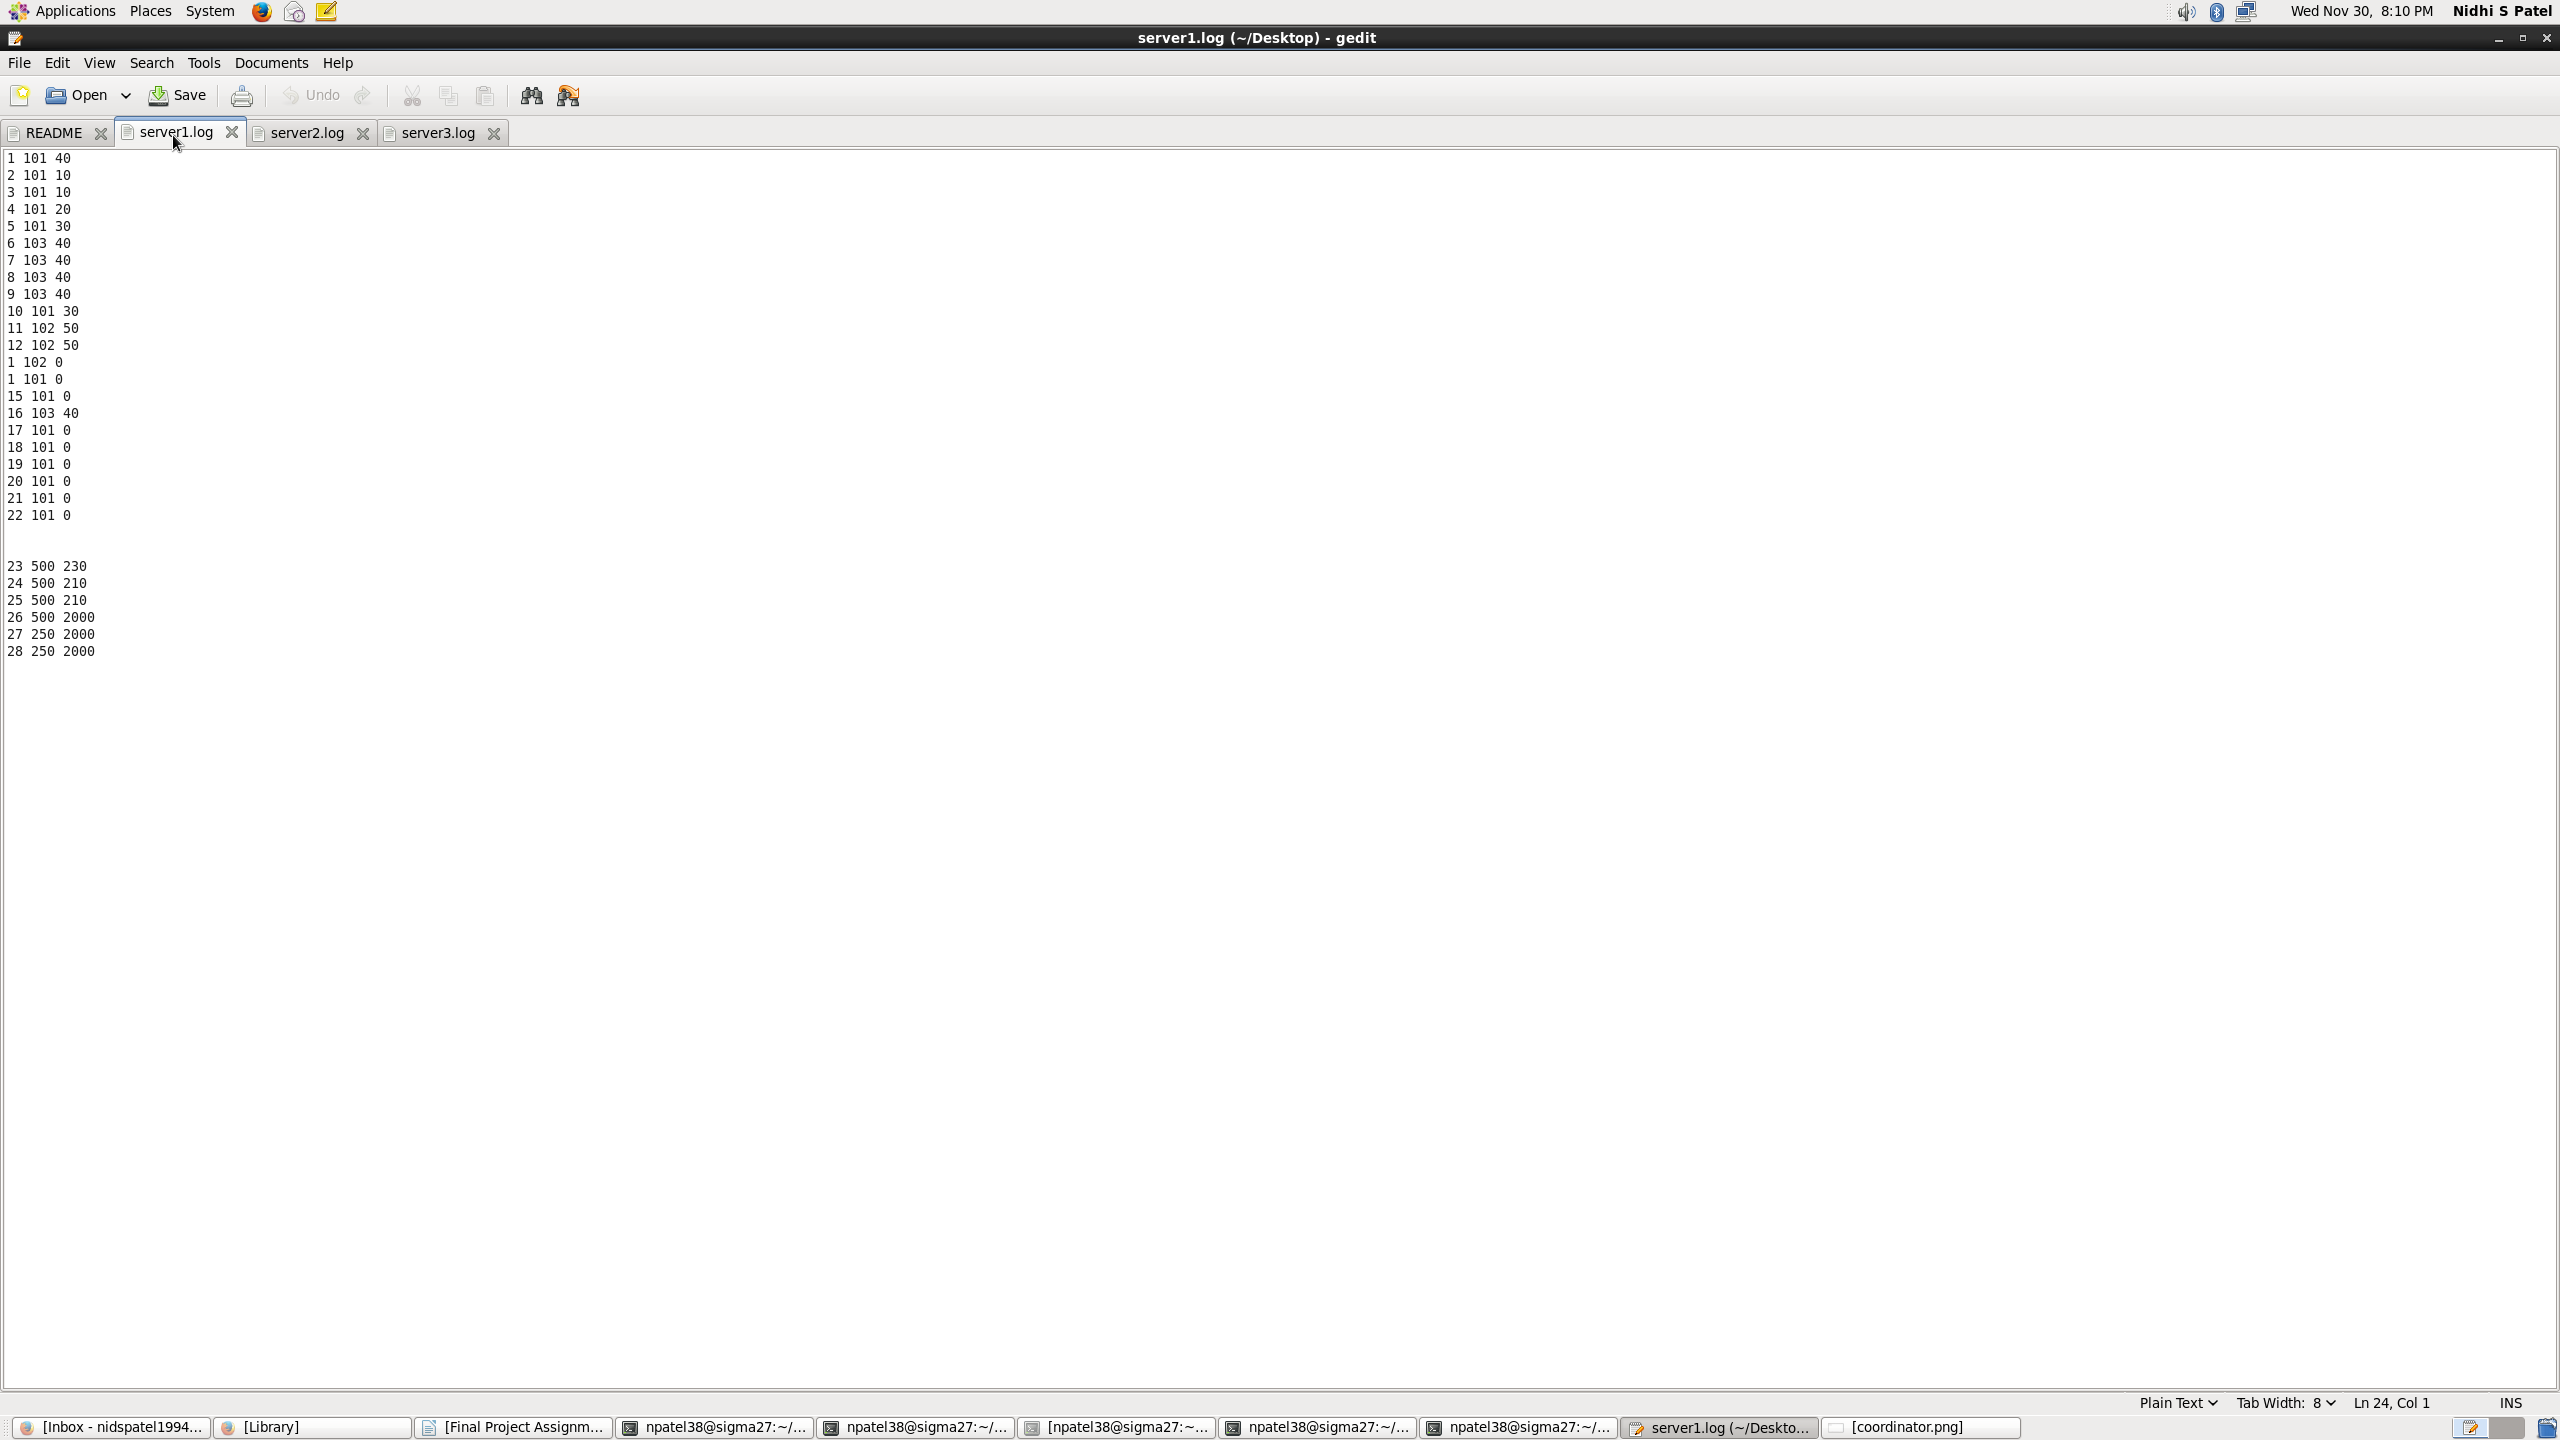 Applications Places System Wed Nov 30, 8:10 PM Nidhi S Patel
server1.log (~/Desktop) - gedit
File Edit View Search Tools Documents Help
Open Save Undo
README server1.log server2.log server3.log
1 101 40
2 101 10
3 101 10
4 101 20
5 101 30
6 103 40
7 103 40
8 103 40
9 103 40
10 101 30
11 102 50
12 102 50
1 102 0
1 101 0
15 101 0
16 103 40
17 101 0
18 101 0
19 101 0
20 101 0
21 101 0
22 101 0
23 500 230
24 500 210
25 500 210
26 500 2000
27 250 2000
28 250 2000
Plain Text Tab Width: 8 Ln 24, Col 1 INS
[Inbox - nidspatel1994... [Library] [Final Project Assignm... npatel38@sigma27:~/... npatel38@sigma27:~/... [npatel38@sigma27:~... npatel38@sigma27:~/... npatel38@sigma27:~/... server1.log (~/Deskto... [coordinator.png]